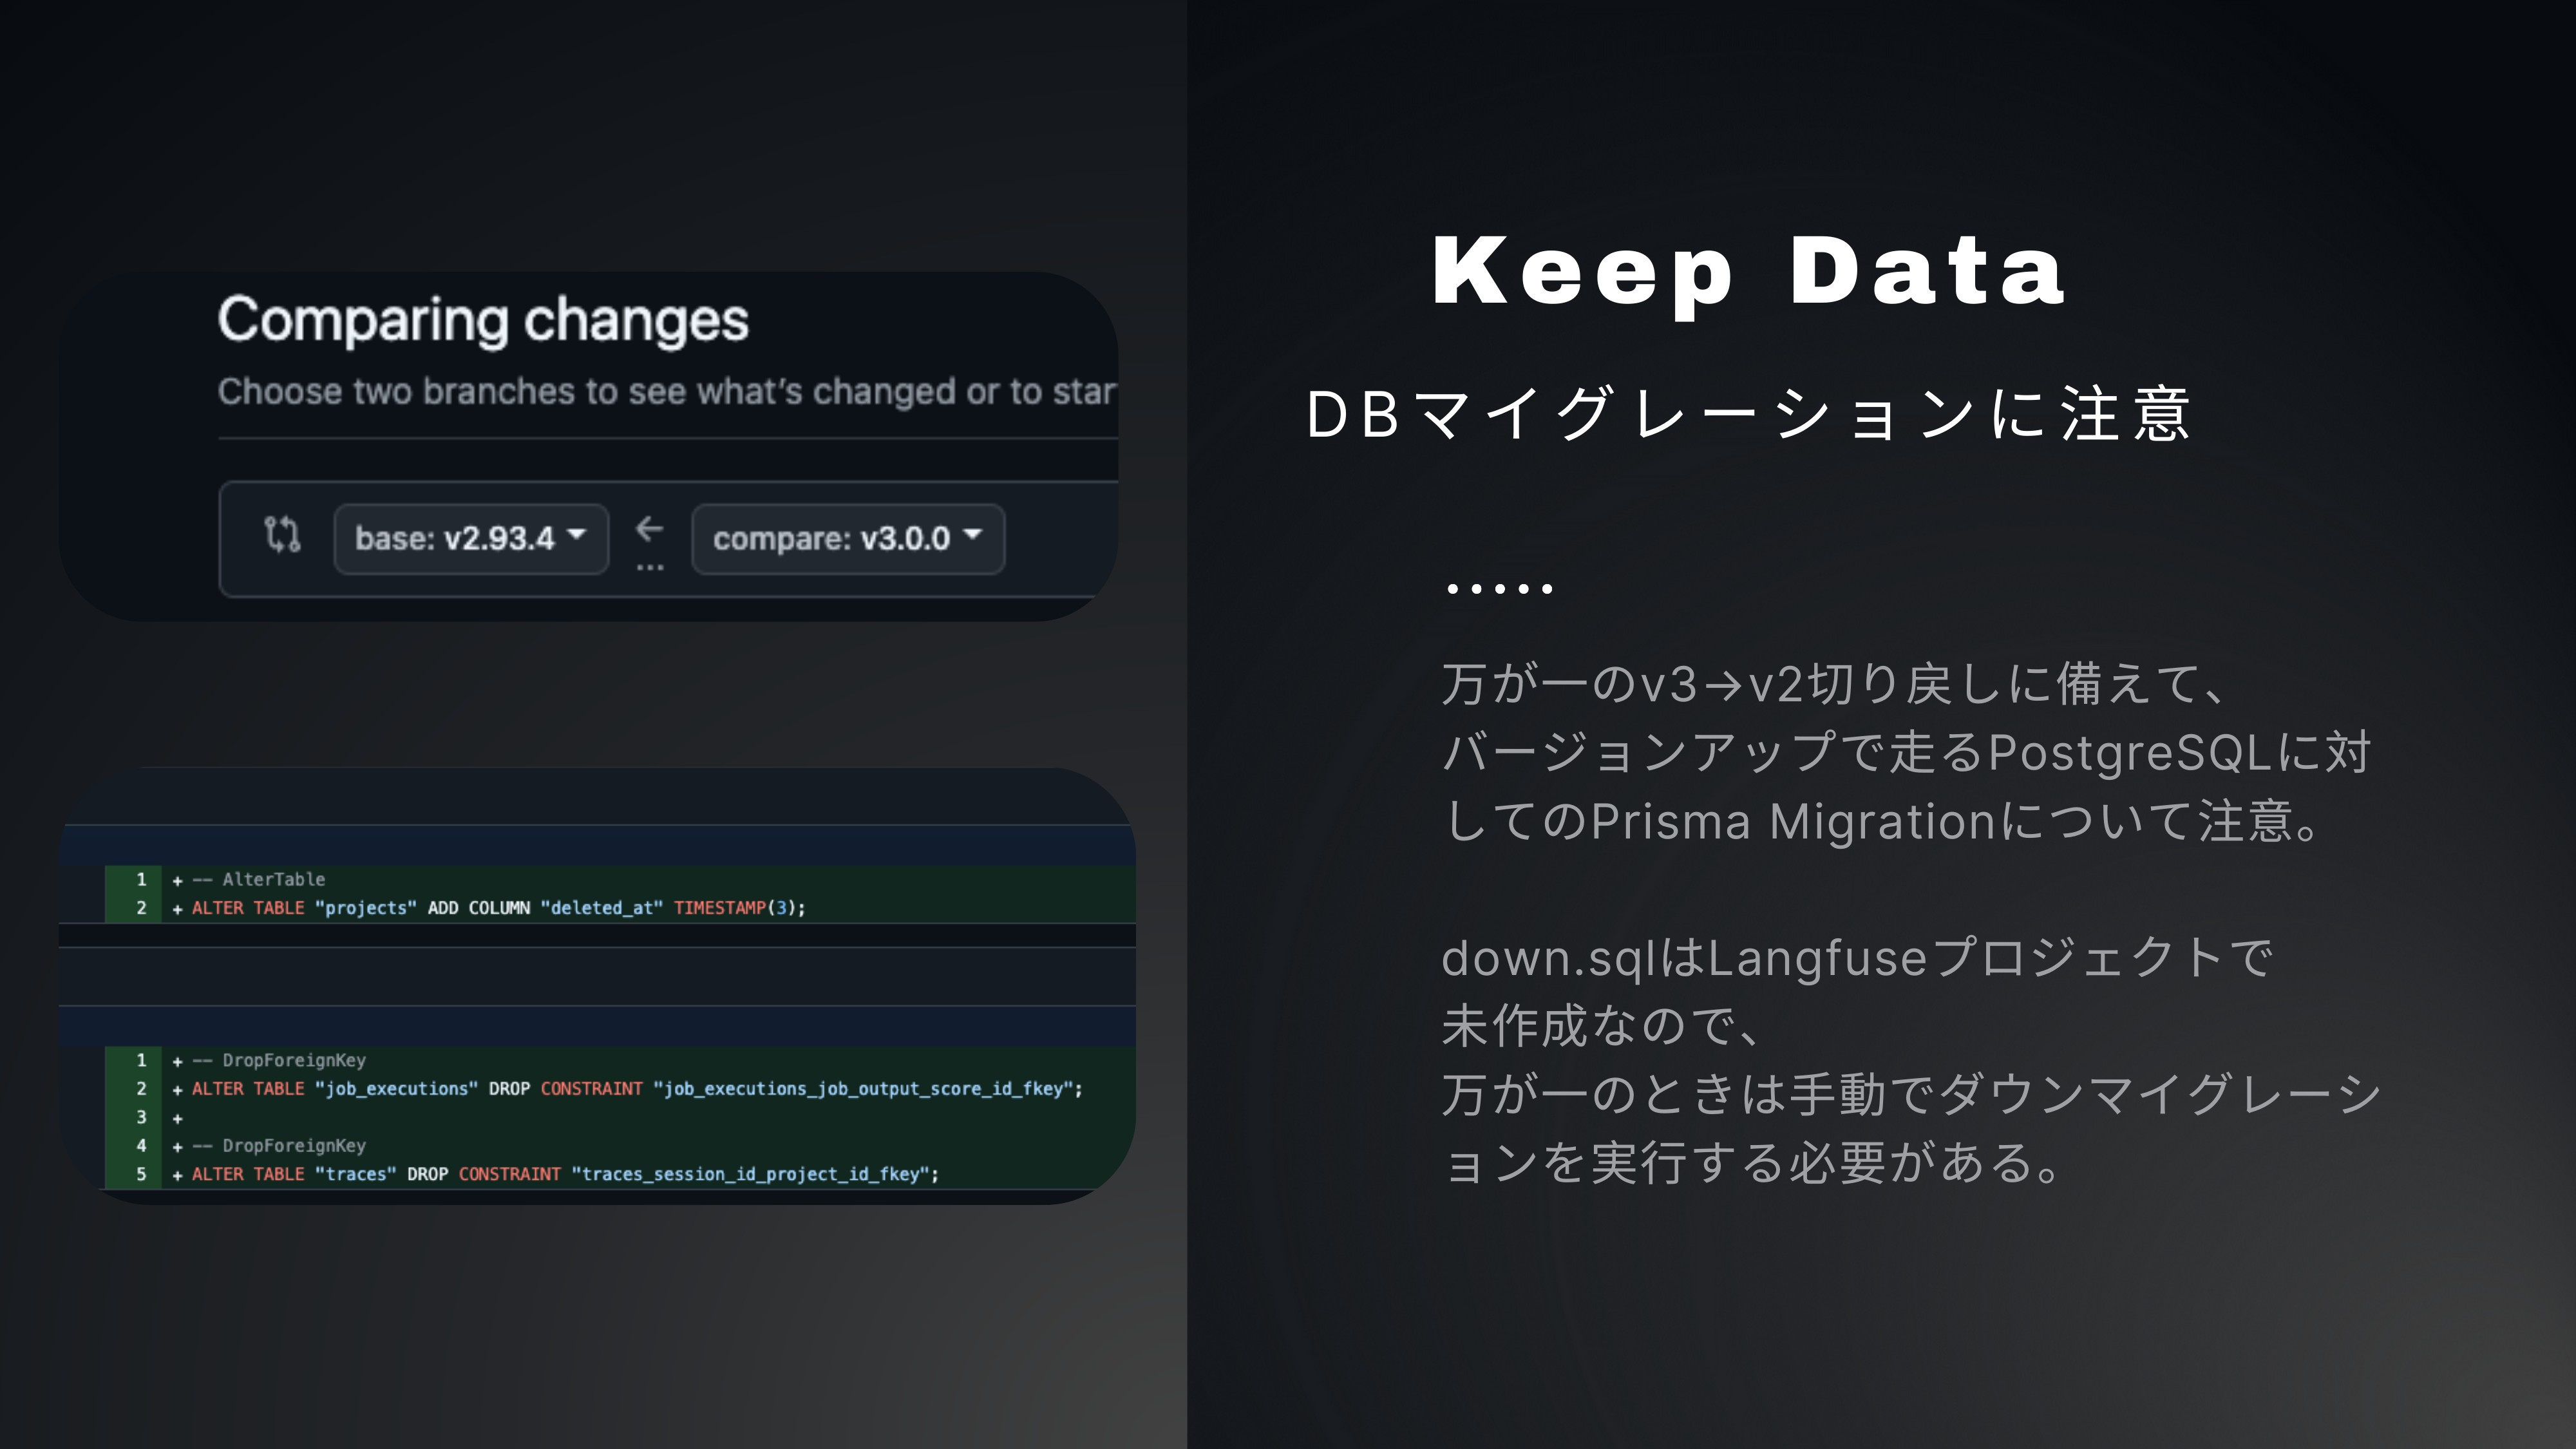 Comparing changes
Choose two branches to see what's changed or to star
base: v2.93.4
←
...
compare: v3.0.0
1 + -- AlterTable
2 + ALTER TABLE "projects" ADD COLUMN "deleted_at" TIMESTAMP(3);
1 + -- DropForeignKey
2 + ALTER TABLE "job_executions" DROP CONSTRAINT "job_executions_job_output_score_id_fkey";
3 +
4 + -- DropForeignKey
5 + ALTER TABLE "traces" DROP CONSTRAINT "traces_session_id_project_id_fkey";
Keep Data
DBマイグレーションに注意
.....
万が一のv3→v2切り戻しに備えて、
バージョンアップで走るPostgreSQLに対
してのPrisma Migrationについて注意。
down.sqlはLangfuseプロジェクトで
未作成なので、
万が一のときは手動でダウンマイグレーシ
ョンを実行する必要がある。